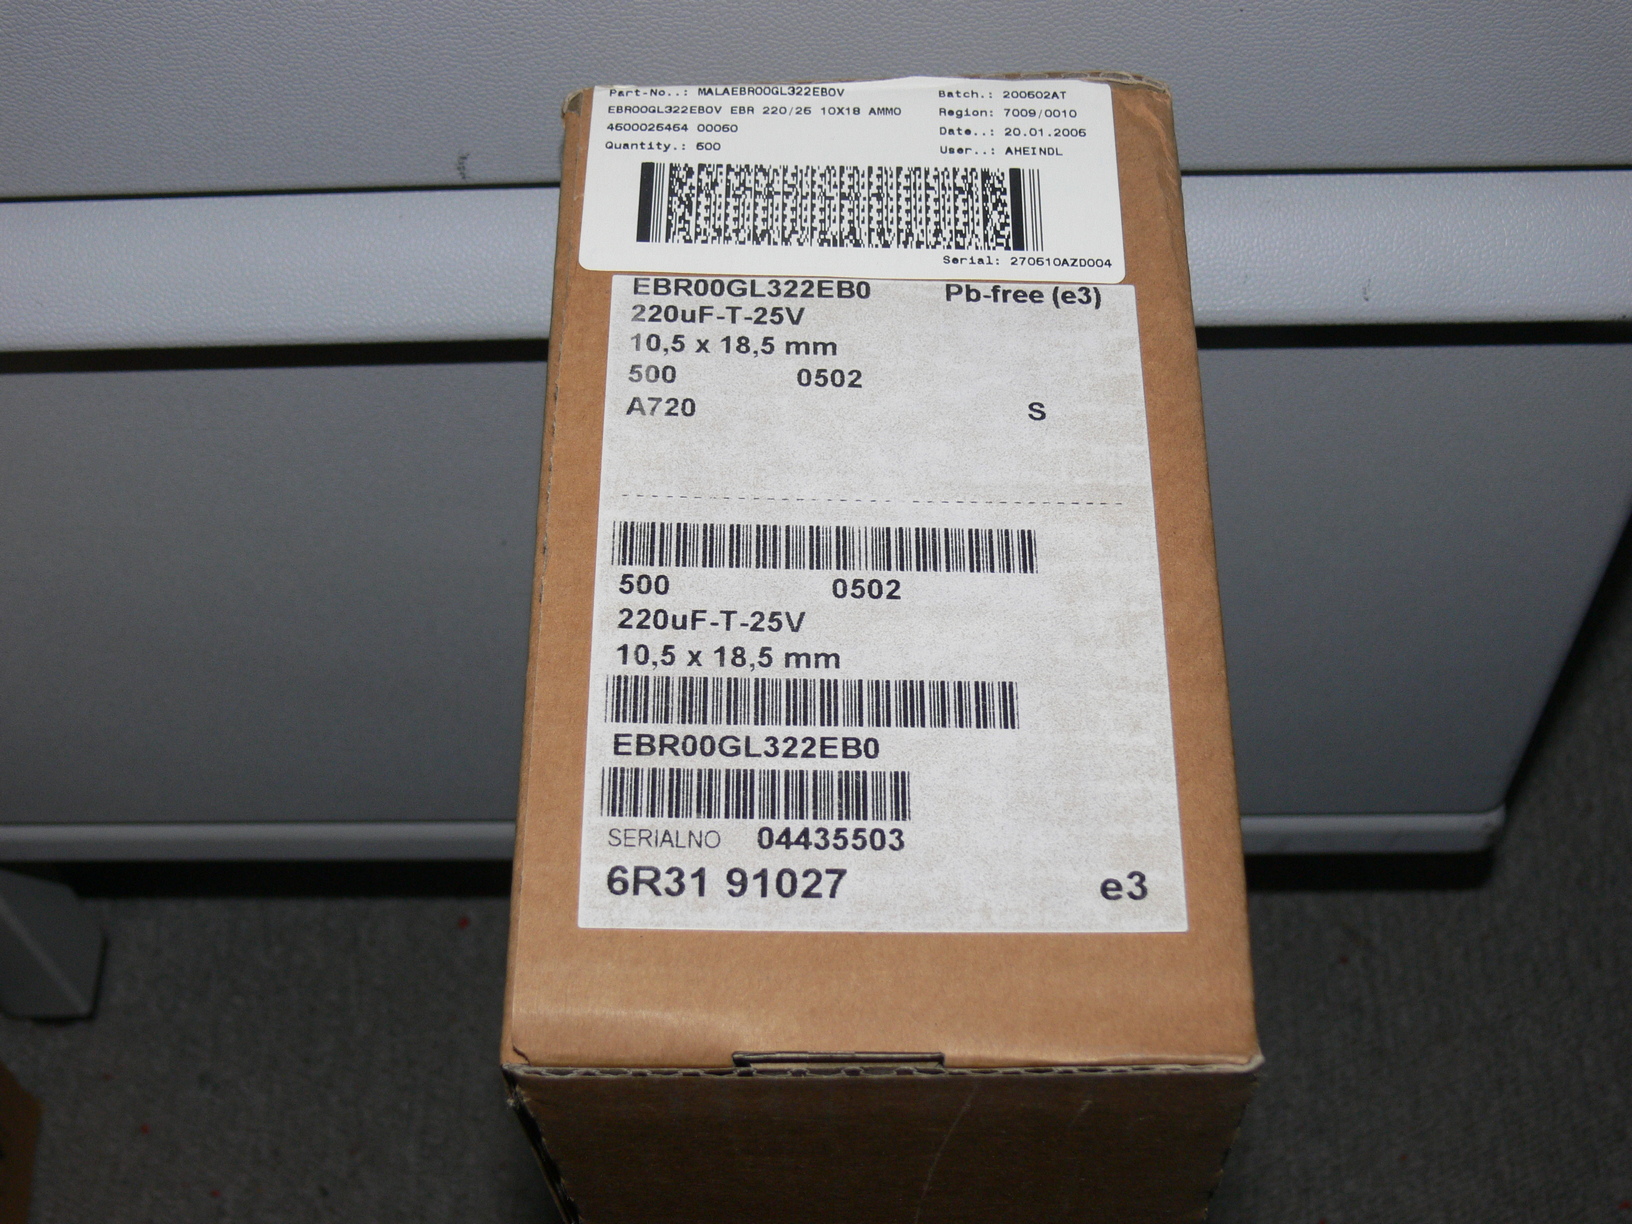 Part-No..: MALAEBR00GL322EB0V
EBR00GL322EB0V EBR 220/25 10X18 AMMO
4500025454 00050
Quantity.: 500
Batch.: 200502AT
Region: 7009/0010
Date..: 20.01.2005
User..: AHEINDL
Serial: 270510AZD004
EBR00GL322EB0 Pb-free (e3)
220uF-T-25V
10,5 x 18,5 mm
500 0502
A720 S
500 0502
220uF-T-25V
10,5 x 18,5 mm
EBR00GL322EB0
SERIALNO 04435503
6R31 91027 e3